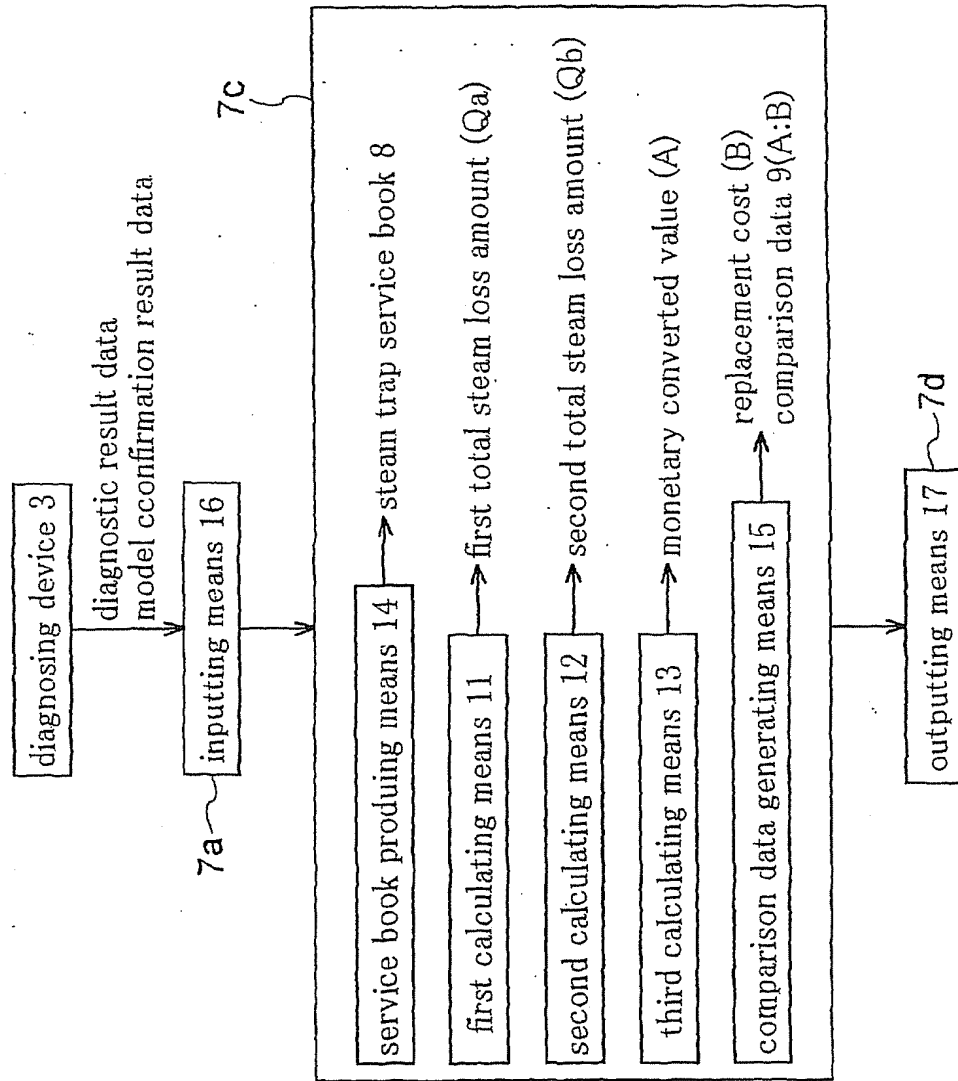 diagnosing device 3
diagnostic result data
model cconfirmation result data
7a
inputting means 16
7c
service book produing means 14
steam trap service book 8
first calculating means 11
first total steam loss amount (Qa)
second calculating means 12
second total steam loss amount (Qb)
third calculating means 13
monetary converted value (A)
comparison data generating means 15
replacement cost (B)
comparison data 9(A:B)
outputting means 17
7d